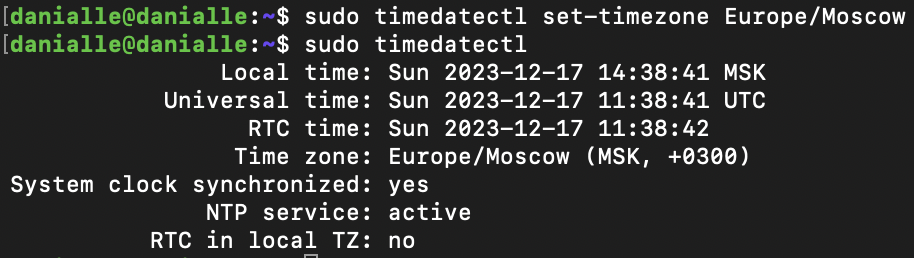 [danialle@danialle:~$ sudo timedatectl set-timezone Europe/Moscow
[danialle@danialle:~$ sudo timedatectl
Local time: Sun 2023-12-17 14:38:41 MSK
Universal time: Sun 2023-12-17 11:38:41 UTC
RTC time: Sun 2023-12-17 11:38:42
Time zone: Europe/Moscow (MSK, +0300)
System clock synchronized: yes
NTP service: active
RTC in local TZ: no